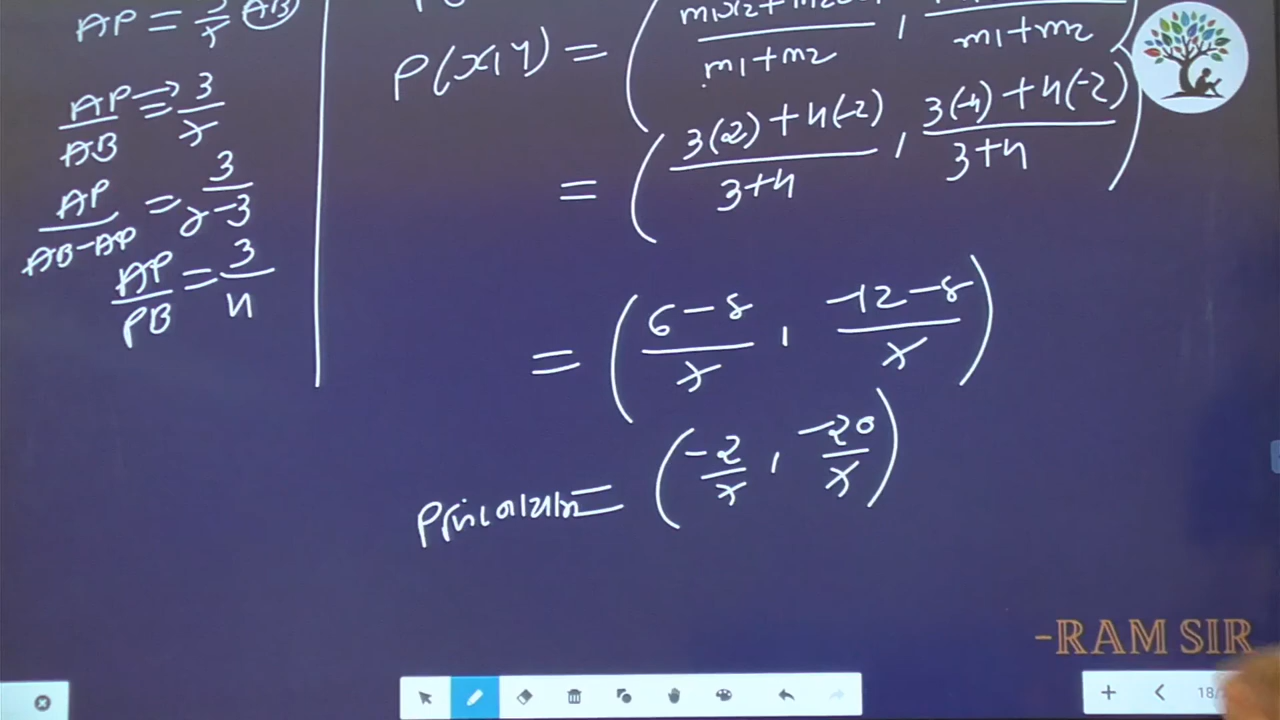 AP = 3/7 AB
AP/AB = 3/7
AP/AB-AP = 3/7-3
AP/PB = 3/4
P(x,y) = (m1x2+m2x1/m1+m2 , /m1+m2)
= (3(2)+4(-2)/3+4 , 3(-4)+4(-2)/3+4)
= (6-8/7 , -12-8/7)
= (-2/7 , -20/7)
-RAM SIR
18/